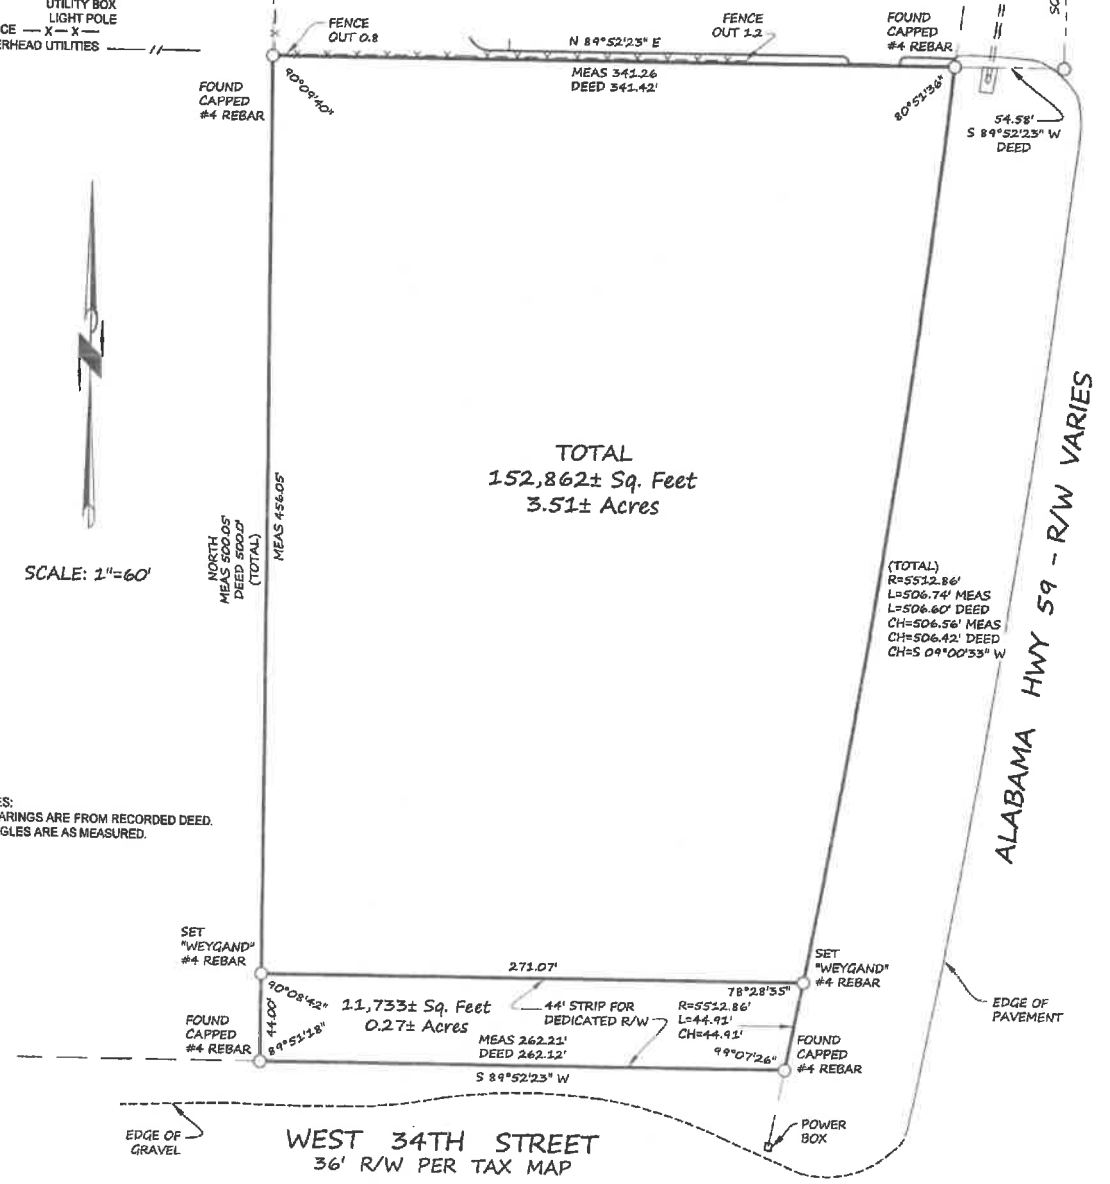 UTILITY BOX
LIGHT POLE
CE —X—X—
ERHEAD UTILITIES —//—
FENCE
OUT 0.8
N 89°52'23" E
FENCE
OUT 1.2
FOUND
CAPPED
#4 REBAR
MEAS 341.26
DEED 341.42'
FOUND
CAPPED
#4 REBAR
90°09'40"
80°51'36"
54.58'
S 89°52'23" W
DEED
SCALE: 1"=60'
TOTAL
152,862± Sq. Feet
3.51± Acres
NORTH
MEAS 500.05'
DEED 500.0'
(TOTAL)
MEAS 456.05'
(TOTAL)
R=5512.86'
L=506.74' MEAS
L=506.60' DEED
CH=506.56' MEAS
CH=506.42' DEED
CH=S 09°00'33" W
ALABAMA HWY 59 - R/W VARIES
ES:
ARINGS ARE FROM RECORDED DEED.
GLES ARE AS MEASURED.
SET
"WEYGAND"
#4 REBAR
271.07'
SET
"WEYGAND"
#4 REBAR
90°08'42"
78°28'35"
44.00'
11,733± Sq. Feet
0.27± Acres
44' STRIP FOR
DEDICATED R/W
R=5512.86'
L=44.91'
CH=44.91'
EDGE OF
PAVEMENT
FOUND
CAPPED
#4 REBAR
89°51'18"
MEAS 262.21'
DEED 262.12'
99°07'26"
FOUND
CAPPED
#4 REBAR
S 89°52'23" W
EDGE OF
GRAVEL
WEST 34TH STREET
36' R/W PER TAX MAP
POWER
BOX